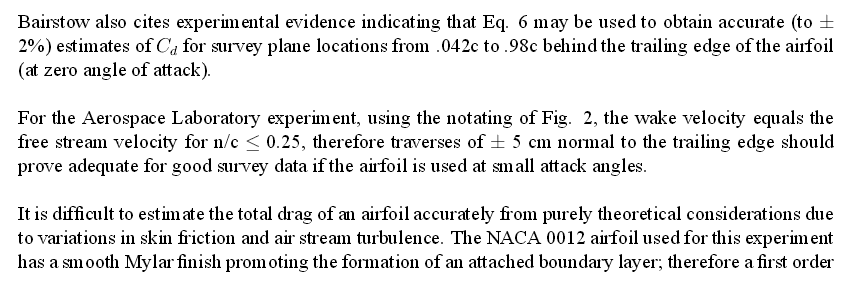 Bairstow also cites experimental evidence indicating that Eq. 6 may be used to obtain accurate (to ±
2%) estimates of C_d for survey plane locations from .042c to .98c behind the trailing edge of the airfoil
(at zero angle of attack).
For the Aerospace Laboratory experiment, using the notating of Fig. 2, the wake velocity equals the
free stream velocity for n/c ≤ 0.25, therefore traverses of ± 5 cm normal to the trailing edge should
prove adequate for good survey data if the airfoil is used at small attack angles.
It is difficult to estimate the total drag of an airfoil accurately from purely theoretical considerations due
to variations in skin friction and air stream turbulence. The NACA 0012 airfoil used for this experiment
has a smooth Mylar finish promoting the formation of an attached boundary layer; therefore a first order